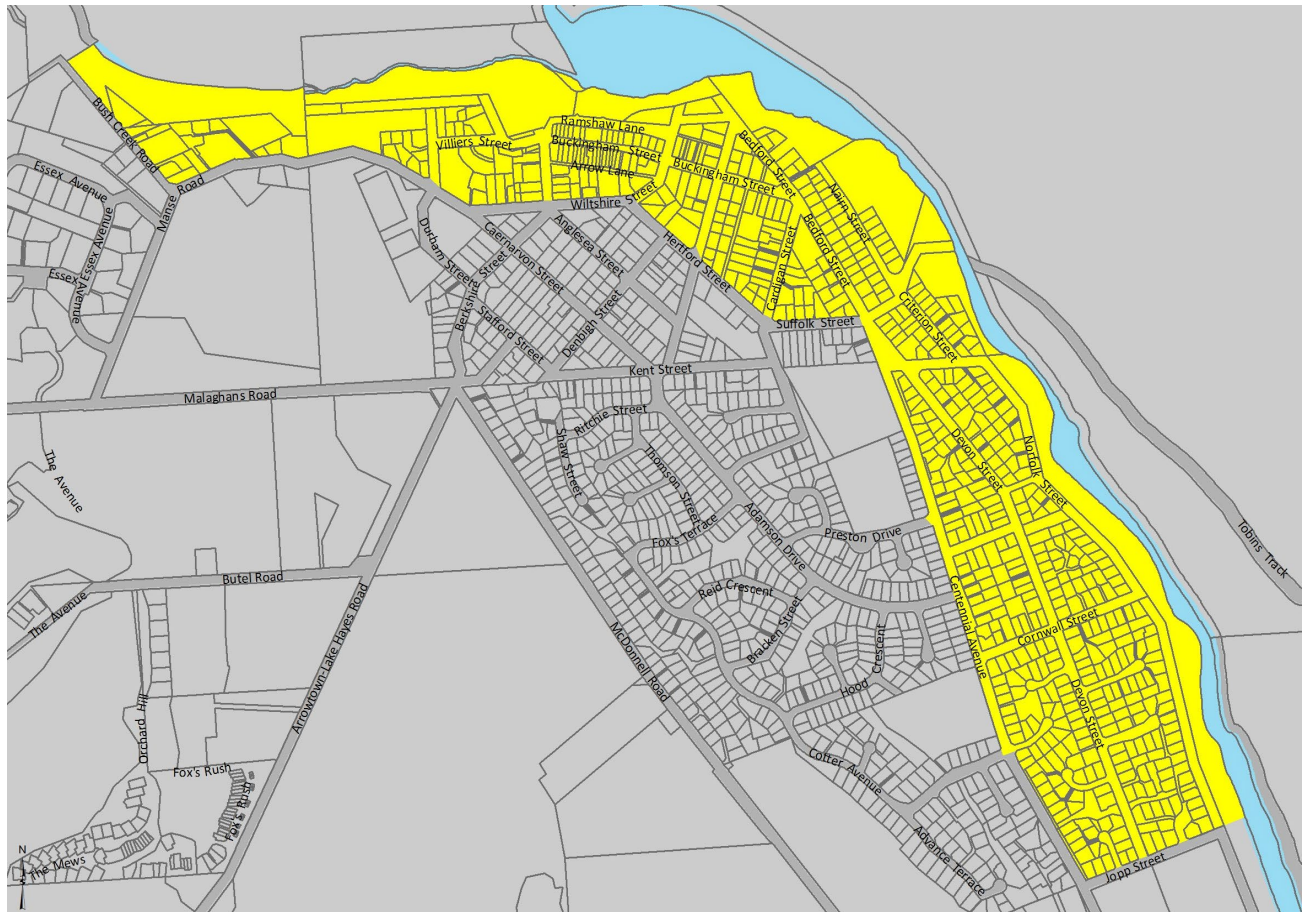 Bush Creek Road
Ramshaw Lane
Villiers Street
Buckingham Street
Arrow Lane
Buckingham Street
Bedford Street
Nairn Street
Essex Avenue
Manse Road
Essex Avenue
Essex Avenue
Wiltshire Street
Durham Street
Caernarvon Street
Anglesea Street
Hertford Street
Cardigan Street
Bedford Street
Berkshire Street
Stafford Street
Denbigh Street
Suffolk Street
Criterion Street
Kent Street
Malaghans Road
Ritchie Street
Shaw Street
Thomson Street
Devon Street
Norfolk Street
The Avenue
Fox's Terrace
Adamson Drive
Preston Drive
Tobins Track
Butel Road
The Avenue
Reid Crescent
Bracken Street
Centennial Avenue
Cornwall Street
McDonnell Road
Hood Crescent
Arrowtown-Lake Hayes Road
Orchard Hill
Devon Street
Fox's Rush
Fox's Rush
Cotter Avenue
Advance Terrace
Jopp Street
N
The Mews